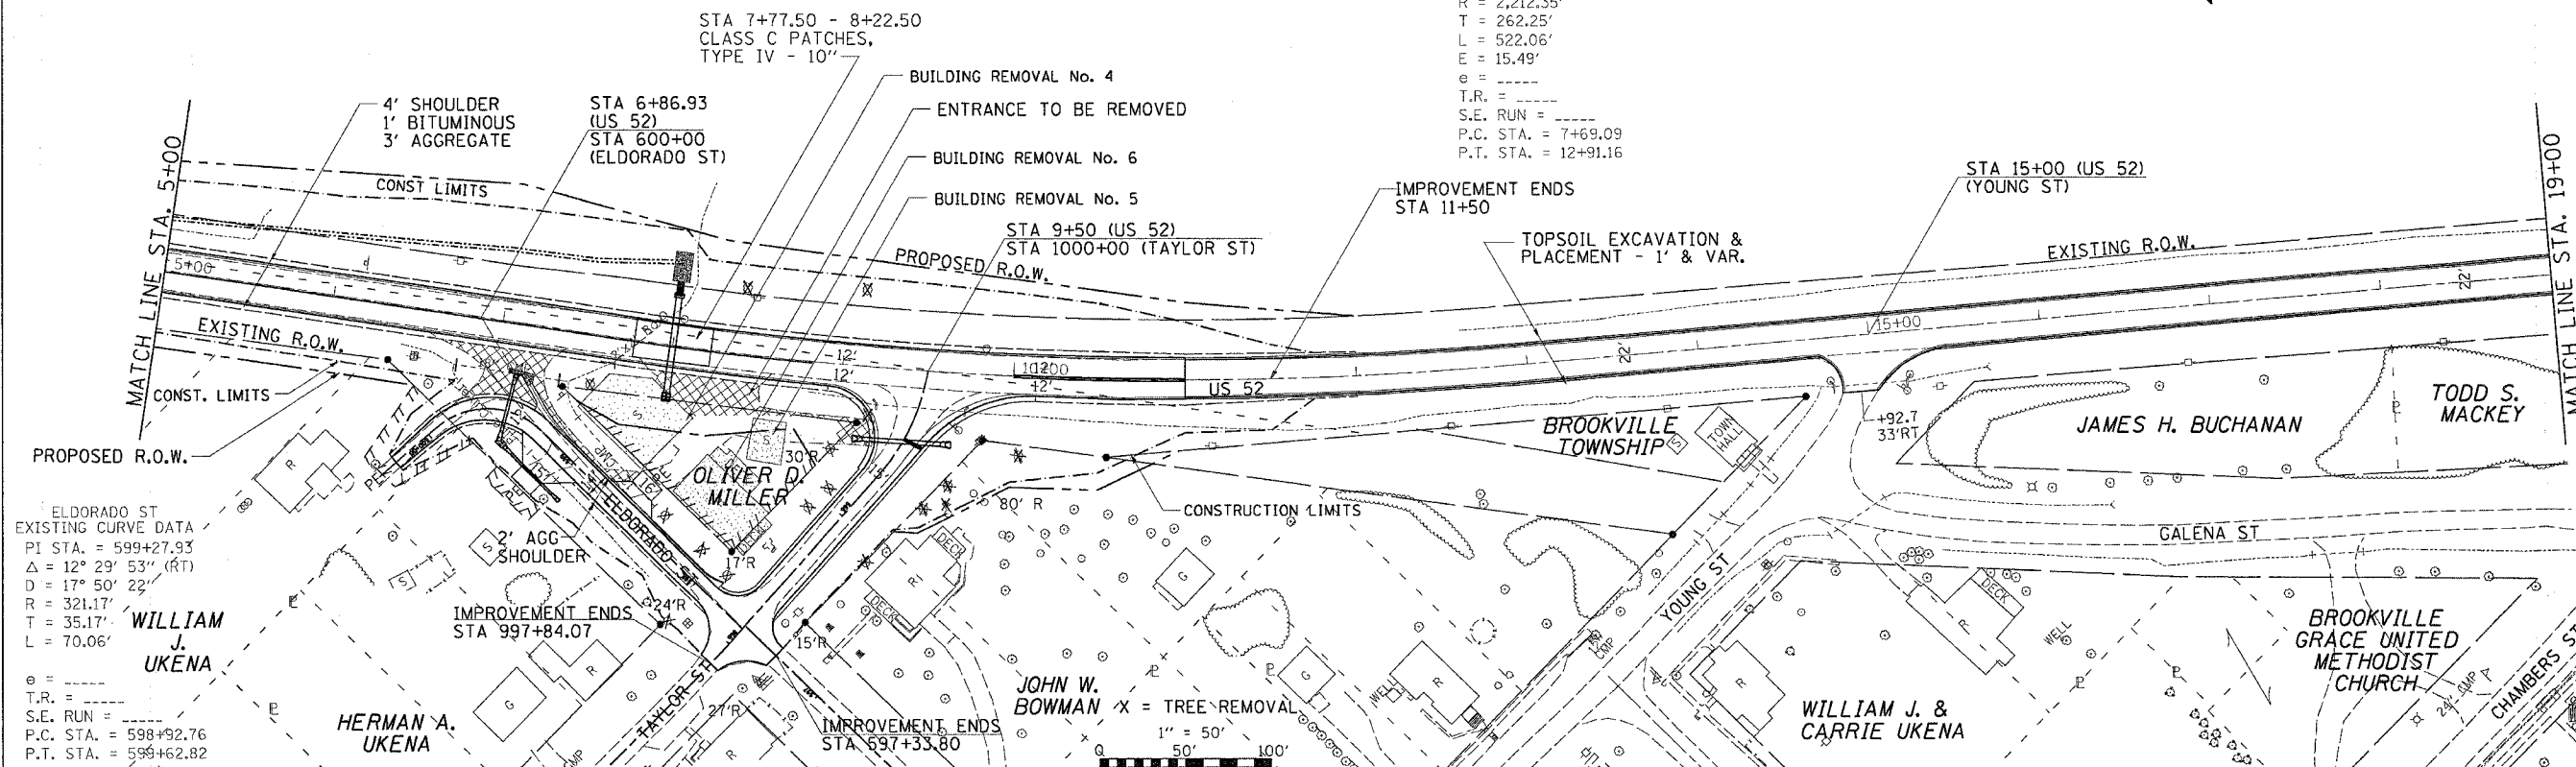 STA 7+77.50 - 8+22.50
CLASS C PATCHES,
TYPE IV - 10"
R = 2,212.35'
T = 262.25'
L = 522.06'
E = 15.49'
e = _____
T.R. = _____
S.E. RUN = _____
P.C. STA. = 7+69.09
P.T. STA. = 12+91.16
BUILDING REMOVAL No. 4
ENTRANCE TO BE REMOVED
BUILDING REMOVAL No. 6
BUILDING REMOVAL No. 5
4' SHOULDER
1' BITUMINOUS
3' AGGREGATE
STA 6+86.93
(US 52)
STA 600+00
(ELDORADO ST)
MATCH LINE STA. 5+00
CONST LIMITS
STA 9+50 (US 52)
STA 1000+00 (TAYLOR ST)
PROPOSED R.O.W.
IMPROVEMENT ENDS
STA 11+50
TOPSOIL EXCAVATION &
PLACEMENT - 1' & VAR.
STA 15+00 (US 52)
(YOUNG ST)
EXISTING R.O.W.
MATCH LINE STA. 19+00
5+00
EXISTING R.O.W.
CONST. LIMITS
PROPOSED R.O.W.
12'
12'
US 52
22'
15+00
22'
+92.7
33'RT
BROOKVILLE
TOWNSHIP
S
TOWN
HALL
JAMES H. BUCHANAN
TODD S.
MACKEY
OLIVER D.
MILLER
30'R
15'
S
S
R
16'
DECK
5'
17'R
80' R
CONSTRUCTION LIMITS
GALENA ST
ELDORADO ST
EXISTING CURVE DATA
PI STA. = 599+27.93
Δ = 12° 29' 53" (RT)
D = 17° 50' 22"
R = 321.17'
T = 35.17'
L = 70.06'
e = _____
T.R. = _____
S.E. RUN = _____
P.C. STA. = 598+92.76
P.T. STA. = 599+62.82
WILLIAM
J.
UKENA
S
S
2' AGG
SHOULDER
ELDORADO ST
24'R
IMPROVEMENT ENDS
STA 997+84.07
15'R
R
DECK
DECK
G
YOUNG ST
HERMAN A.
UKENA
G
R
TAYLOR ST
27'R
R
IMPROVEMENT ENDS
STA 597+33.80
JOHN W.
BOWMAN
X = TREE REMOVAL
1" = 50'
0 50' 100'
G
WELL
R
CMP
R
R
DECK
WELL
WILLIAM J. &
CARRIE UKENA
BROOKVILLE
GRACE UNITED
METHODIST
CHURCH
24" CMP
CHAMBERS ST